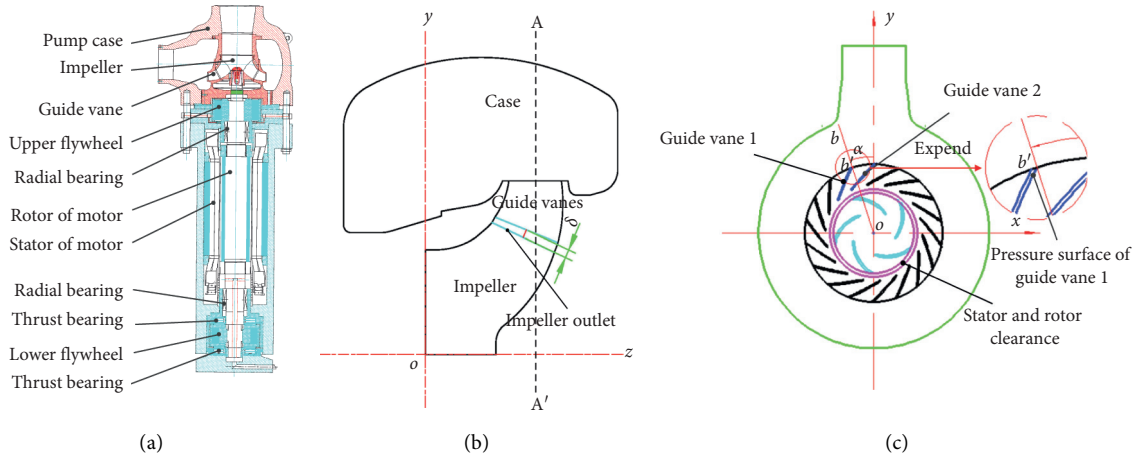 Pump case
Impeller
Guide vane
Upper flywheel
Radial bearing
Rotor of motor
Stator of motor
Radial bearing
Thrust bearing
Lower flywheel
Thrust bearing
(a)
y
A
Case
Guide vanes
δ
Impeller
Impeller outlet
o
z
A′
(b)
y
Guide vane 2
Guide vane 1
b
α
b′
Expend
b′
x
o
Pressure surface of
guide vane 1
Stator and rotor
clearance
(c)